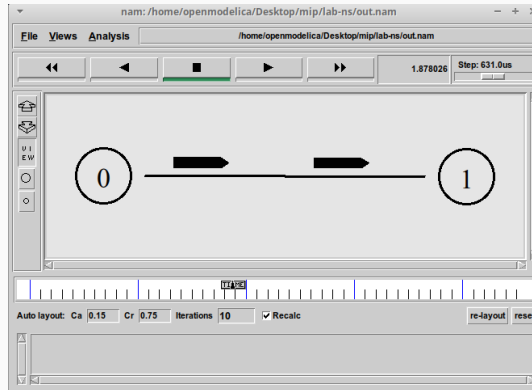 nam: /home/openmodelica/Desktop/mip/lab-ns/out.nam
File Views Analysis /home/openmodelica/Desktop/mip/lab-ns/out.nam
1.878026 Step: 631.0us
V I
E W
0 1
TIME
Auto layout: Ca 0.15 Cr 0.75 Iterations 10 Recalc re-layout rese